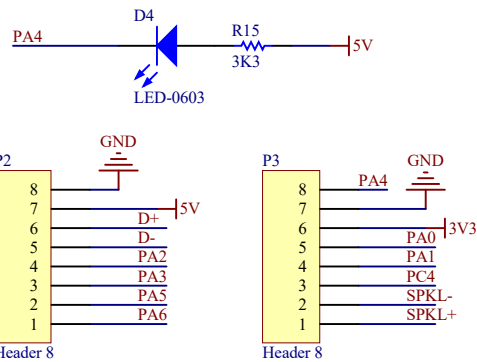 D4
PA4
R15
5V
3K3
LED-0603
P2
GND
8
7
5V
6
D+
5
D-
4
PA2
3
PA3
2
PA5
1
PA6
Header 8
P3
GND
8
PA4
7
6
3V3
5
PA0
4
PA1
3
PC4
2
SPKL-
1
SPKL+
Header 8